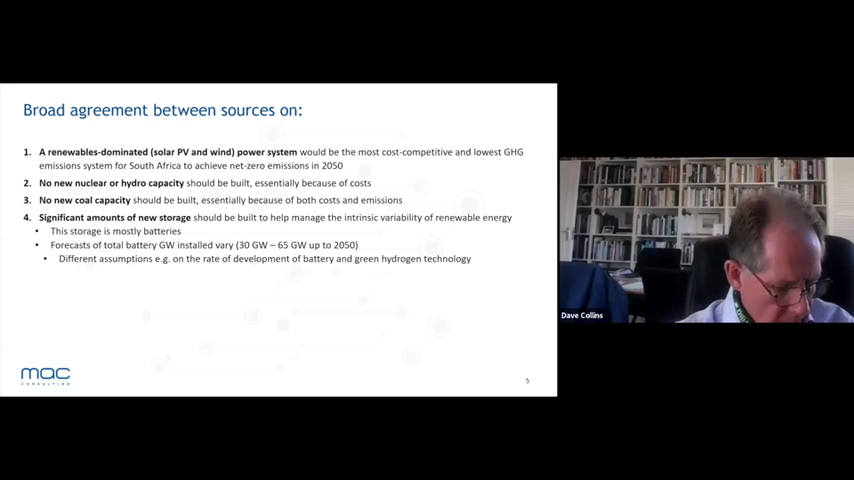 Broad agreement between sources on:
1. A renewables-dominated (solar PV and wind) power system would be the most cost-competitive and lowest GHG
emissions system for South Africa to achieve net-zero emissions in 2050
2. No new nuclear or hydro capacity should be built, essentially because of costs
3. No new coal capacity should be built, essentially because of both costs and emissions
4. Significant amounts of new storage should be built to help manage the intrinsic variability of renewable energy
• This storage is mostly batteries
• Forecasts of total battery GW installed vary (30 GW – 65 GW up to 2050)
• Different assumptions e.g. on the rate of development of battery and green hydrogen technology
mac
CONSULTING
5
Dave Collins